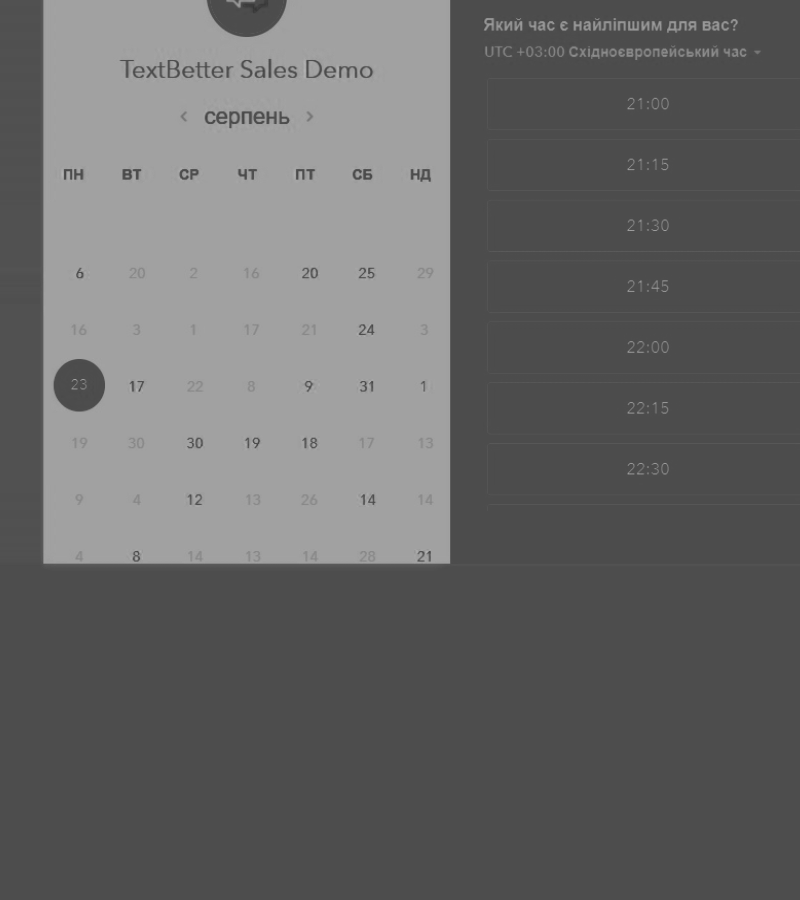 TextBetter Sales Demo
серпень
ПН ВТ СР ЧТ ПТ СБ НД
6 20 2 16 20 25 29
16 3 1 17 21 24 3
23 17 22 8 9 31 1
19 30 30 19 18 17 13
9 4 12 13 26 14 14
4 8 14 13 14 28 21
Який час є найліпшим для вас?
UTC +03:00 Східноєвропейський час
21:00
21:15
21:30
21:45
22:00
22:15
22:30